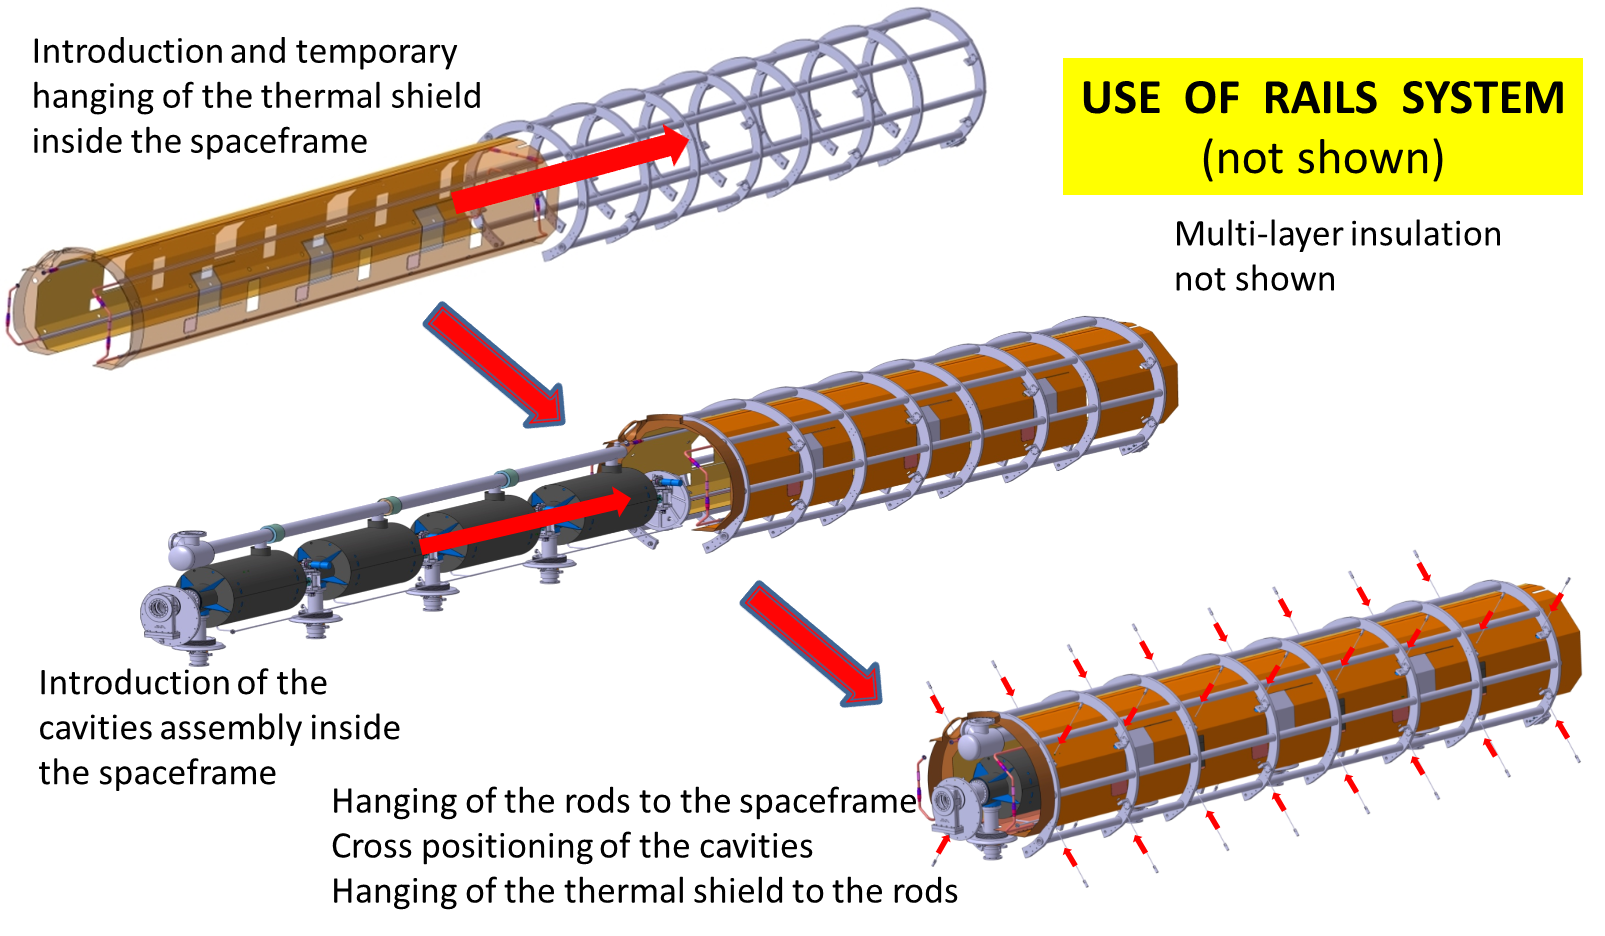 Introduction and temporary
hanging of the thermal shield
inside the spaceframe
USE OF RAILS SYSTEM
(not shown)
Multi-layer insulation
not shown
Introduction of the
cavities assembly inside
the spaceframe
Hanging of the rods to the spaceframe
Cross positioning of the cavities
Hanging of the thermal shield to the rods